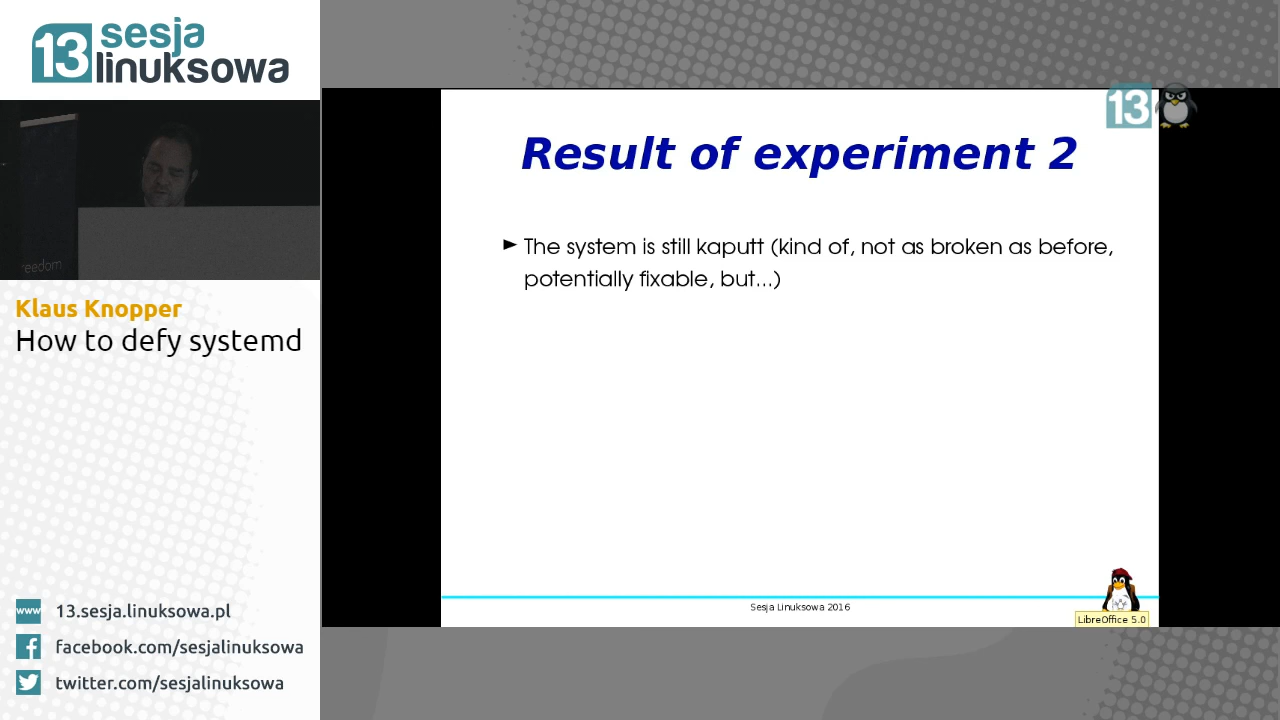 13 sesja
linuksowa
reedom
Klaus Knopper
How to defy systemd
www 13.sesja.linuksowa.pl
facebook.com/sesjalinuksowa
twitter.com/sesjalinuksowa
13
Result of experiment 2
► The system is still kaputt (kind of, not as broken as before,
potentially fixable, but...)
Sesja Linuksowa 2016
LibreOffice 5.0